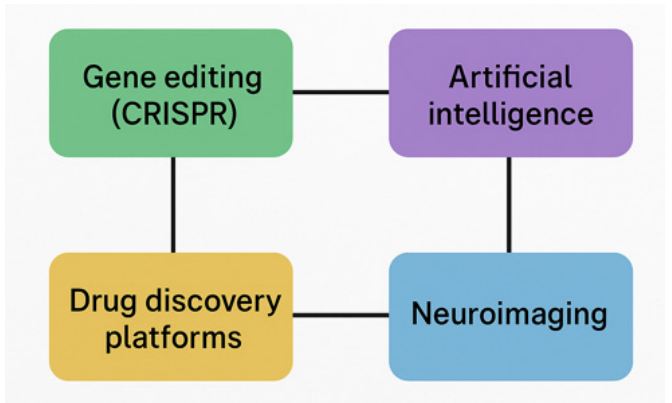 Gene editing
(CRISPR)
Artificial
intelligence
Drug discovery
platforms
Neuroimaging